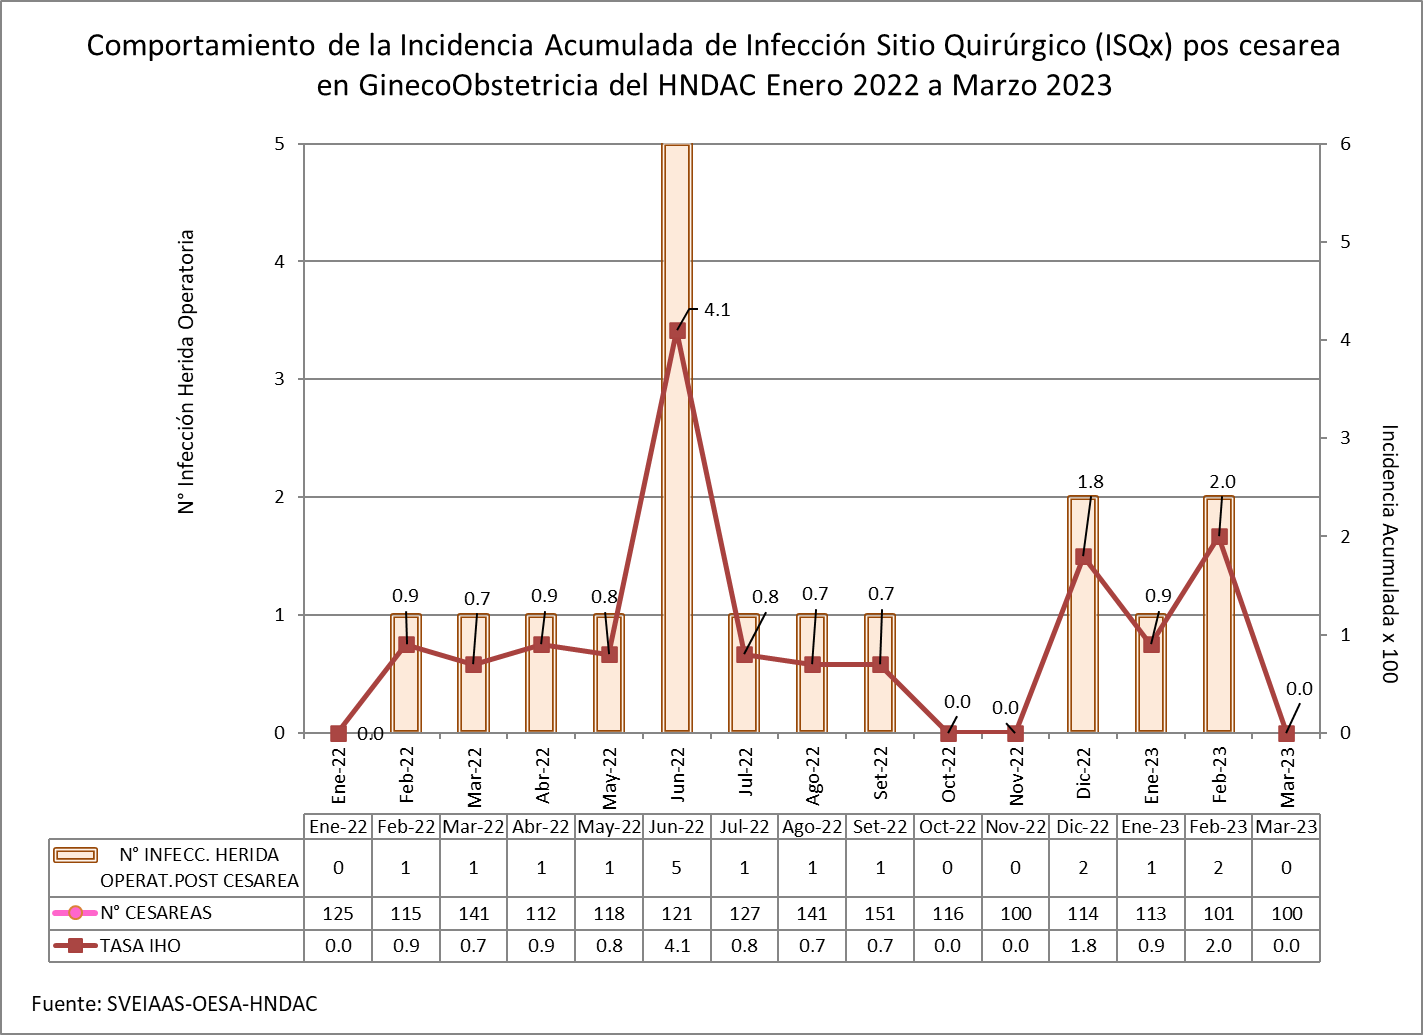 Comportamiento de la Incidencia Acumulada de Infección Sitio Quirúrgico (ISQx) pos cesarea
en GinecoObstetricia del HNDAC Enero 2022 a Marzo 2023
N° Infección Herida Operatoria
5
4
3
2
1
0
6
5
4
3
2
1
0
Incidencia Acumulada x 100
0.0
0.9
0.7
0.9
0.8
4.1
0.8
0.7
0.7
0.0
0.0
1.8
0.9
2.0
0.0
Ene-22 Feb-22 Mar-22 Abr-22 May-22 Jun-22 Jul-22 Ago-22 Set-22 Oct-22 Nov-22 Dic-22 Ene-23 Feb-23 Mar-23
Ene-22 Feb-22 Mar-22 Abr-22 May-22 Jun-22 Jul-22 Ago-22 Set-22 Oct-22 Nov-22 Dic-22 Ene-23 Feb-23 Mar-23
N° INFECC. HERIDA
OPERAT.POST CESAREA 0 1 1 1 1 5 1 1 1 0 0 2 1 2 0
N° CESAREAS 125 115 141 112 118 121 127 141 151 116 100 114 113 101 100
TASA IHO 0.0 0.9 0.7 0.9 0.8 4.1 0.8 0.7 0.7 0.0 0.0 1.8 0.9 2.0 0.0
Fuente: SVEIAAS-OESA-HNDAC